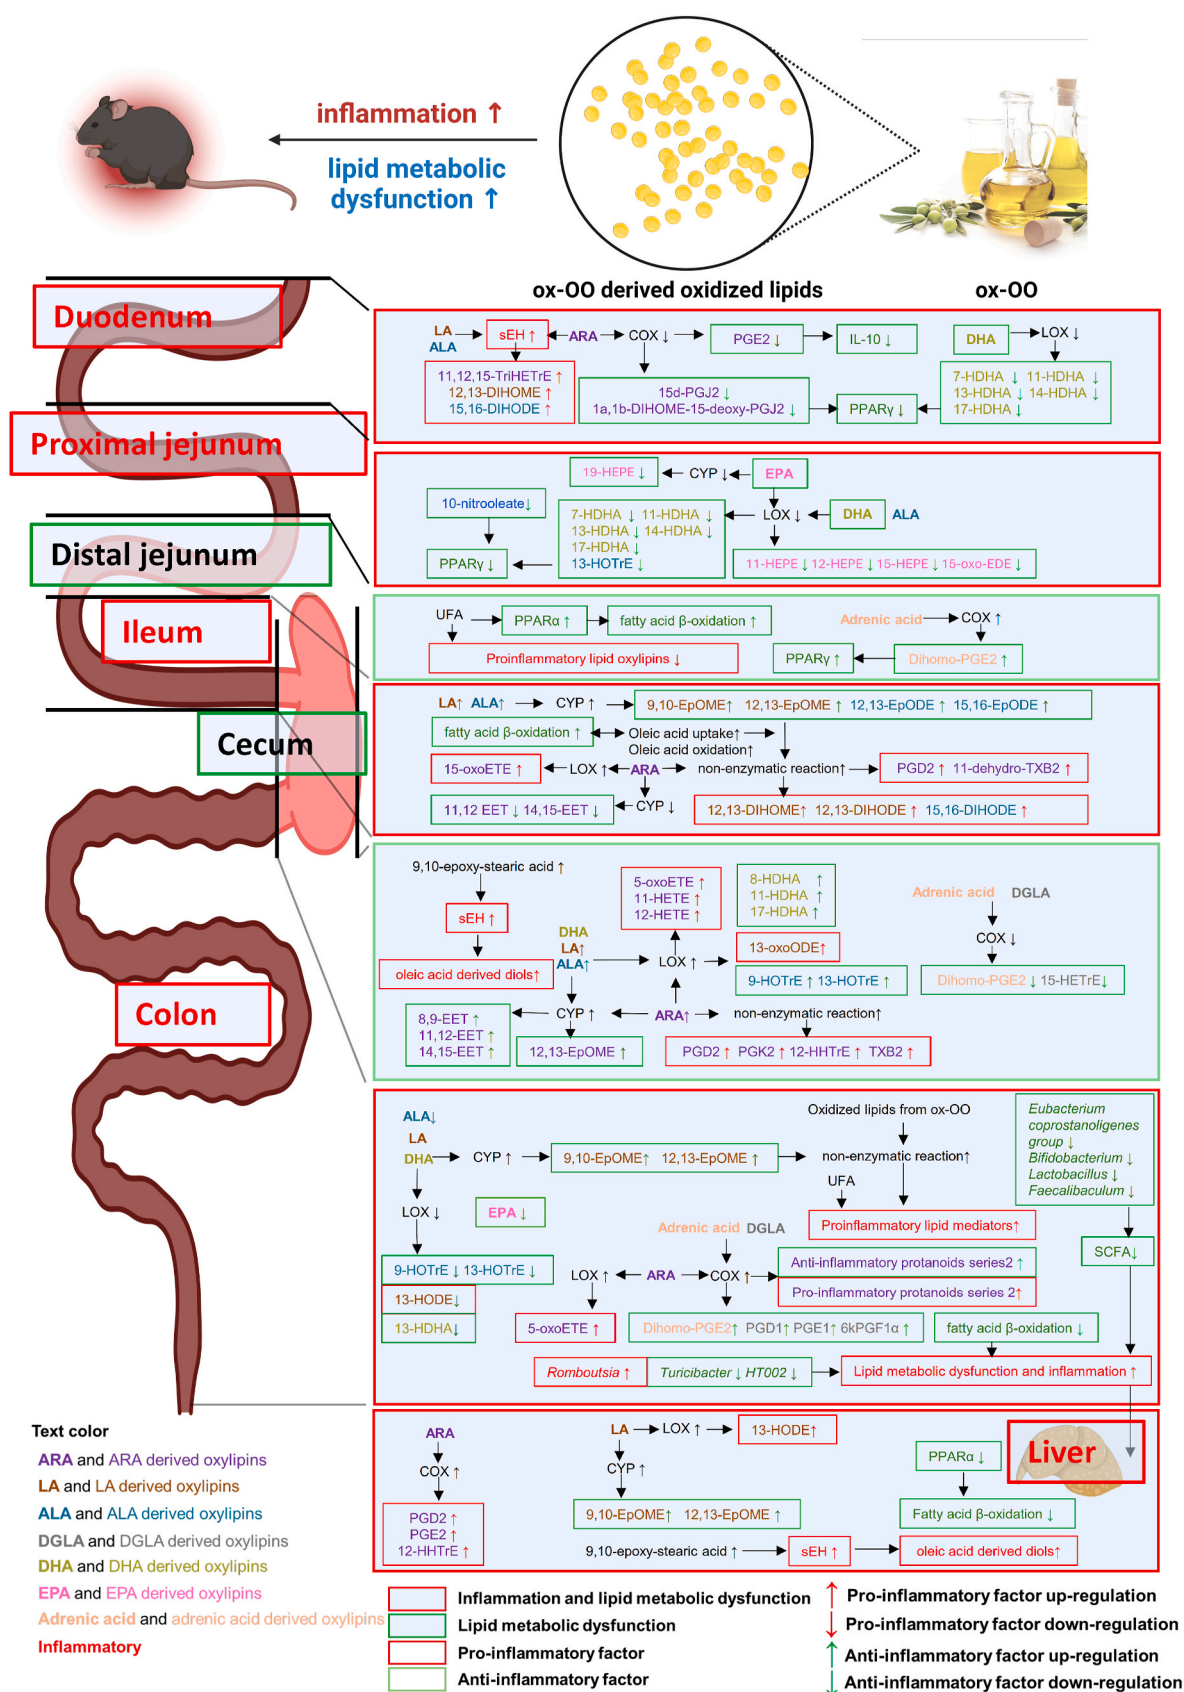 inflammation ↑
lipid metabolic
dysfunction ↑
ox-OO derived oxidized lipids
ox-OO
Duodenum
LA
ALA
sEH ↑
ARA
COX ↓
PGE2 ↓
IL-10 ↓
DHA
LOX ↓
11,12,15-TriHETrE ↑
12,13-DIHOME ↑
15,16-DIHODE ↑
15d-PGJ2 ↓
1a,1b-DIHOME-15-deoxy-PGJ2 ↓
PPARγ ↓
7-HDHA ↓ 11-HDHA ↓
13-HDHA ↓ 14-HDHA ↓
17-HDHA ↓
Proximal jejunum
19-HEPE ↓
CYP ↓
EPA
10-nitrooleate↓
7-HDHA ↓ 11-HDHA ↓
13-HDHA ↓ 14-HDHA ↓
17-HDHA ↓
13-HOTrE ↓
LOX ↓
DHA
ALA
PPARγ ↓
11-HEPE ↓ 12-HEPE ↓ 15-HEPE ↓ 15-oxo-EDE ↓
Distal jejunum
UFA
PPARα ↑
fatty acid β-oxidation ↑
Adrenic acid
COX ↑
Proinflammatory lipid oxylipins ↓
PPARγ ↑
Dihomo-PGE2 ↑
Ileum
LA↑ ALA↑
CYP ↑
9,10-EpOME↑ 12,13-EpOME ↑ 12,13-EpODE ↑ 15,16-EpODE ↑
fatty acid β-oxidation ↑
Oleic acid uptake↑
Oleic acid oxidation↑
15-oxoETE ↑
LOX ↑
ARA
non-enzymatic reaction↑
PGD2 ↑ 11-dehydro-TXB2 ↑
11,12 EET ↓ 14,15-EET ↓
CYP ↓
12,13-DIHOME↑ 12,13-DIHODE ↑ 15,16-DIHODE ↑
Cecum
9,10-epoxy-stearic acid ↑
sEH ↑
oleic acid derived diols↑
DHA
LA↑
ALA↑
5-oxoETE ↑
11-HETE ↑
12-HETE ↑
8-HDHA ↑
11-HDHA ↑
17-HDHA ↑
Adrenic acid DGLA
LOX ↑
13-oxoODE↑
COX ↓
9-HOTrE ↑ 13-HOTrE ↑
Dihomo-PGE2 ↓ 15-HETrE↓
8,9-EET ↑
11,12-EET ↑
14,15-EET ↑
CYP ↑
ARA↑
non-enzymatic reaction↑
12,13-EpOME ↑
PGD2 ↑ PGK2 ↑ 12-HHTrE ↑ TXB2 ↑
Colon
ALA↓
LA
DHA
CYP ↑
9,10-EpOME↑ 12,13-EpOME ↑
Oxidized lipids from ox-OO
non-enzymatic reaction↑
UFA
Eubacterium
coprostanoligenes
group ↓
Bifidobacterium ↓
Lactobacillus ↓
Faecalibaculum ↓
LOX ↓
EPA ↓
Adrenic acid DGLA
Proinflammatory lipid mediators↑
SCFA↓
9-HOTrE ↓ 13-HOTrE ↓
13-HODE↓
13-HDHA↓
LOX ↑
ARA
COX ↑
Anti-inflammatory protanoids series2 ↑
Pro-inflammatory protanoids series 2↑
5-oxoETE ↑
Dihomo-PGE2↑ PGD1↑ PGE1↑ 6kPGF1α ↑
fatty acid β-oxidation ↓
Romboutsia ↑
Turicibacter ↓ HT002 ↓
Lipid metabolic dysfunction and inflammation ↑
Liver
ARA
COX ↑
PGD2 ↑
PGE2 ↑
12-HHTrE ↑
LA
LOX ↑
13-HODE↑
CYP ↑
9,10-EpOME↑ 12,13-EpOME ↑
PPARα ↓
Fatty acid β-oxidation ↓
9,10-epoxy-stearic acid ↑
sEH ↑
oleic acid derived diols↑
Text color
ARA and ARA derived oxylipins
LA and LA derived oxylipins
ALA and ALA derived oxylipins
DGLA and DGLA derived oxylipins
DHA and DHA derived oxylipins
EPA and EPA derived oxylipins
Adrenic acid and adrenic acid derived oxylipins
Inflammatory
Inflammation and lipid metabolic dysfunction
Lipid metabolic dysfunction
Pro-inflammatory factor
Anti-inflammatory factor
↑ Pro-inflammatory factor up-regulation
↓ Pro-inflammatory factor down-regulation
↑ Anti-inflammatory factor up-regulation
↓ Anti-inflammatory factor down-regulation